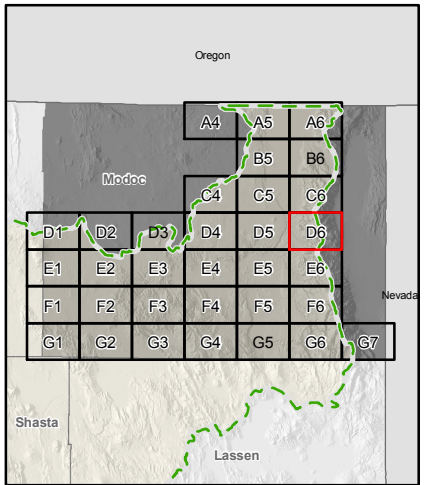 Oregon
A4 A5 A6
B5 B6
Modoc
C4 C5 C6
D1 D2 D3 D4 D5 D6
E1 E2 E3 E4 E5 E6
Nevada
F1 F2 F3 F4 F5 F6
G1 G2 G3 G4 G5 G6 G7
Shasta
Lassen